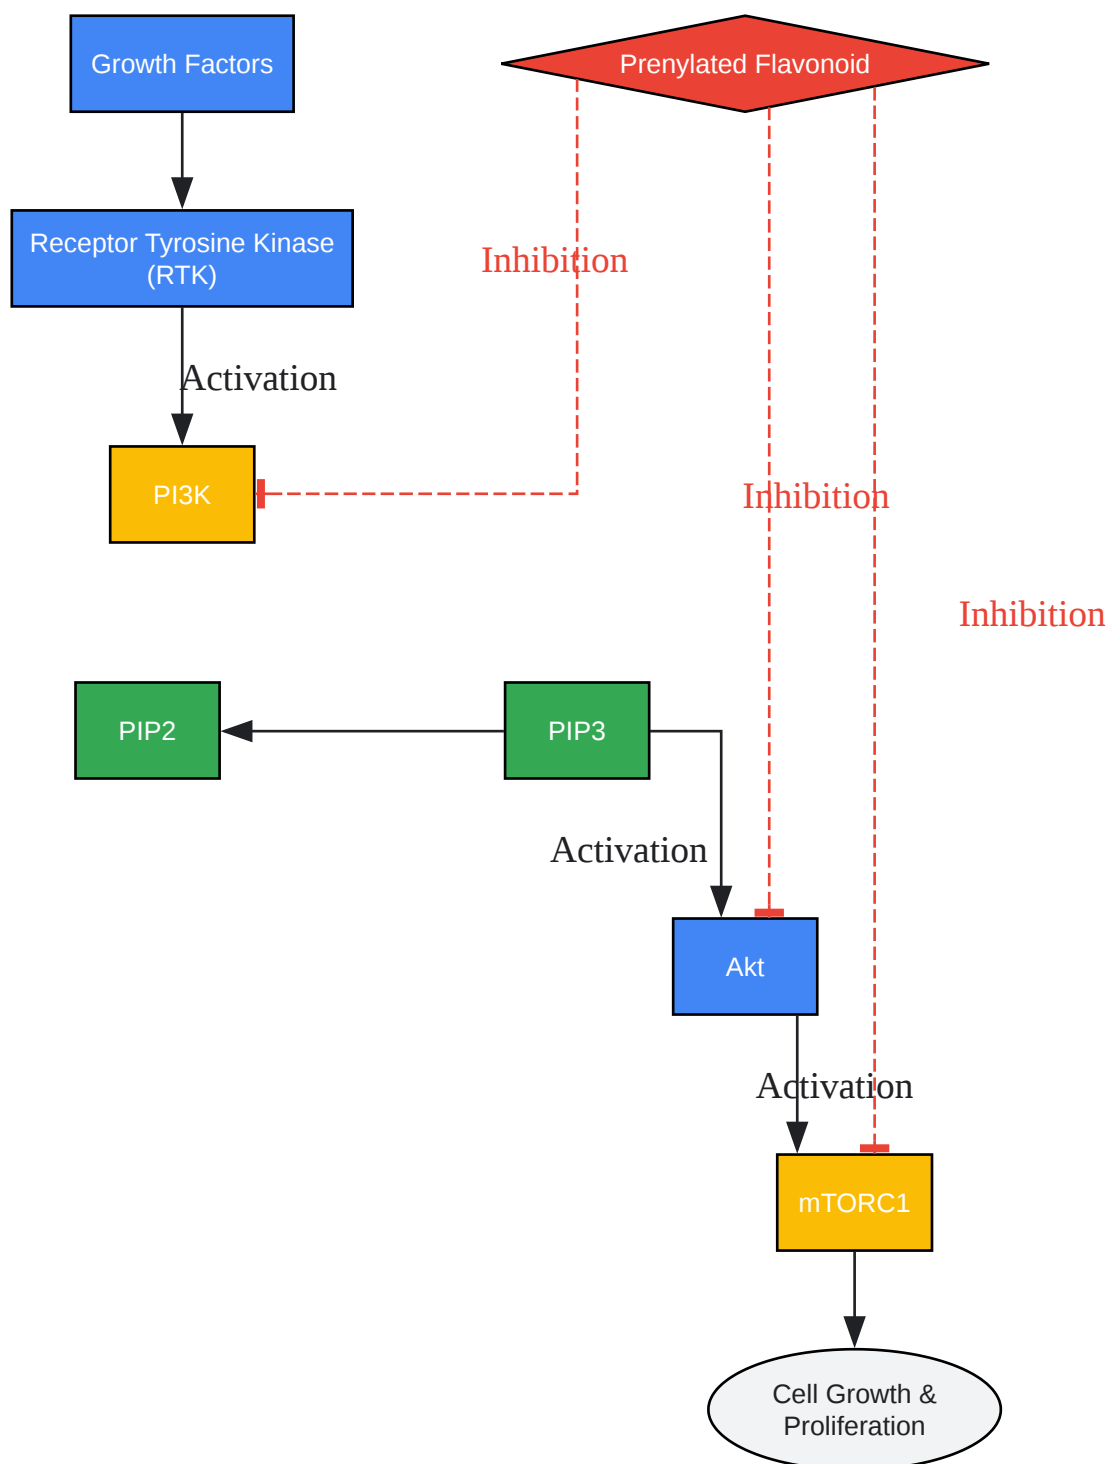 Growth Factors
Prenylated Flavonoid
Receptor Tyrosine Kinase
(RTK)
Inhibition
Activation
PI3K
Inhibition
Inhibition
PIP2
PIP3
Activation
Akt
Activation
mTORC1
Cell Growth &
Proliferation